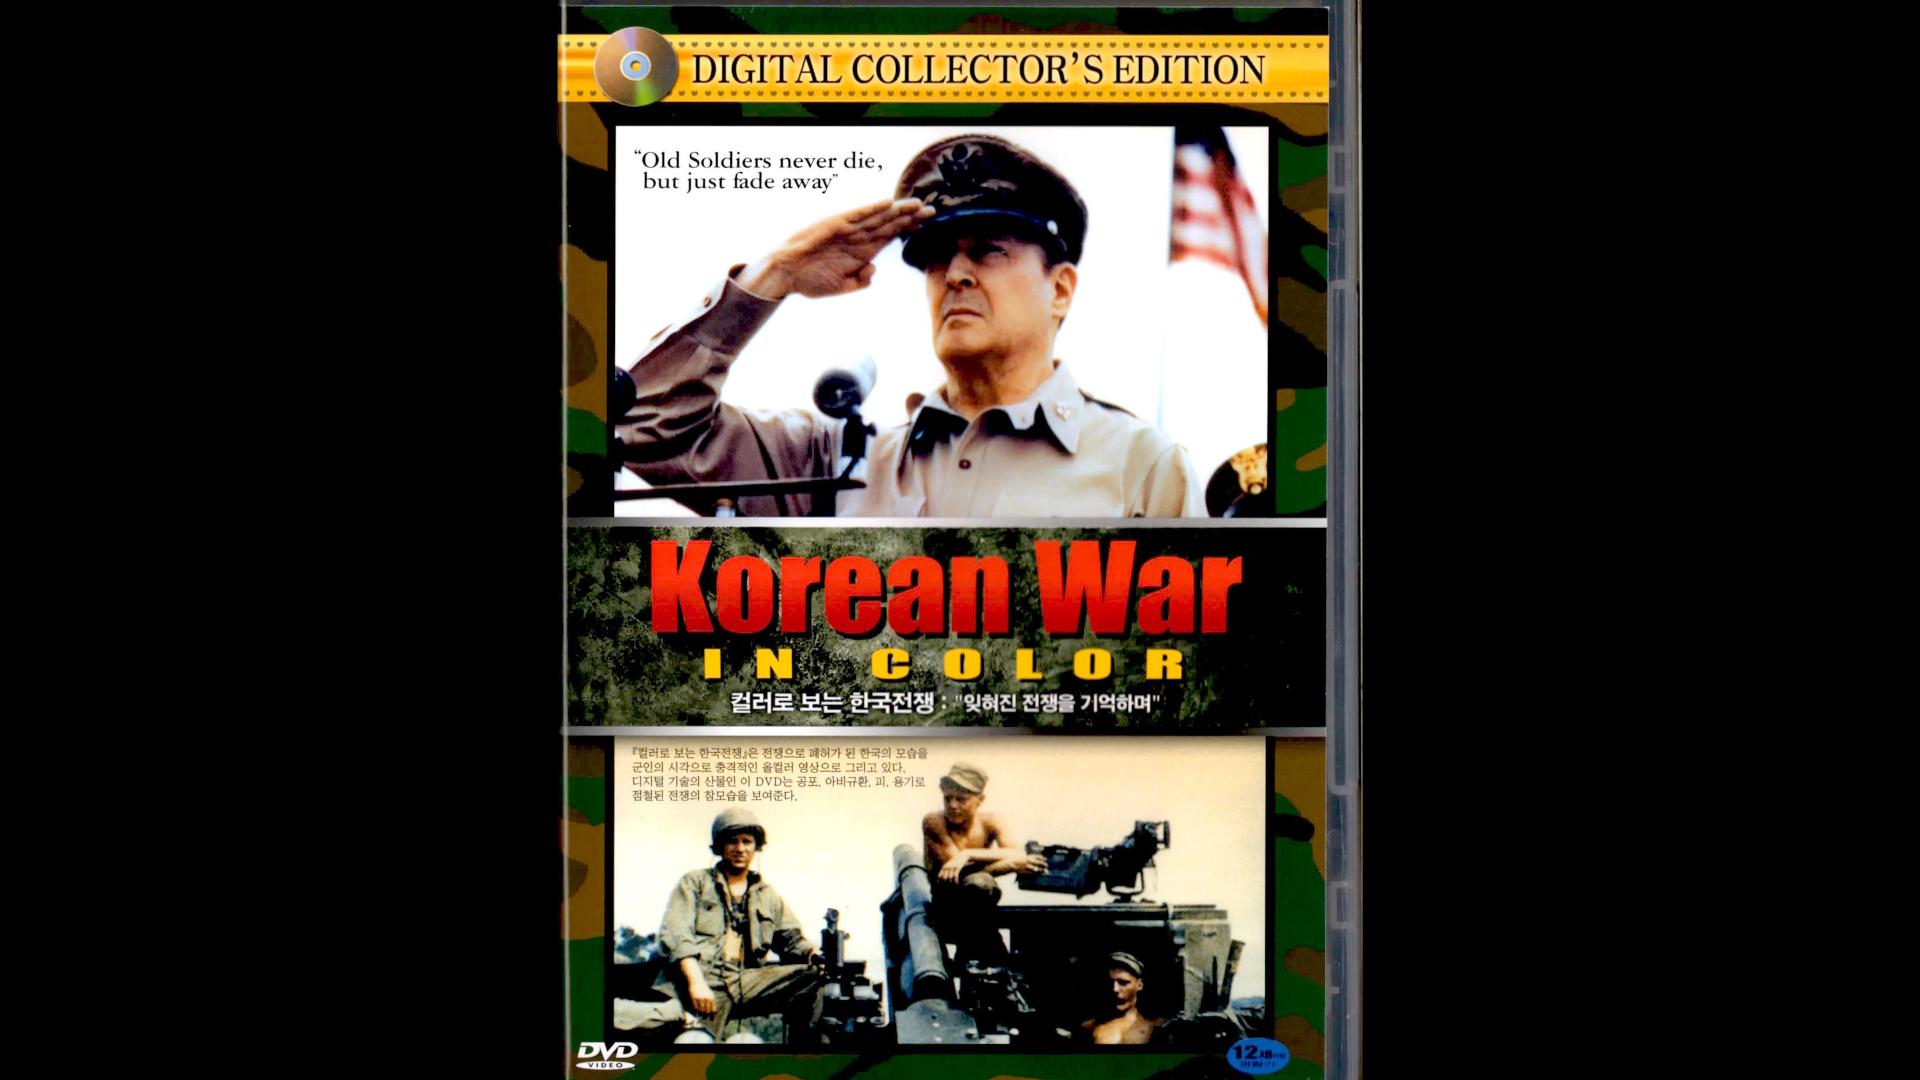 DIGITAL COLLECTOR'S EDITION
“Old Soldiers never die,
but just fade away”
Korean War
IN COLOR
컬러로 보는 한국전쟁 : "잊혀진 전쟁을 기억하며"
『컬러로 보는 한국전쟁』은 전쟁으로 폐허가 된 한국의 모습을
군인의 시각으로 충격적인 올컬러 영상으로 그리고 있다.
디지털 기술의 산물인 이 DVD는 공포, 아비규환, 피, 용기로
점철된 전쟁의 참모습을 보여준다.
DVD
VIDEO
12세